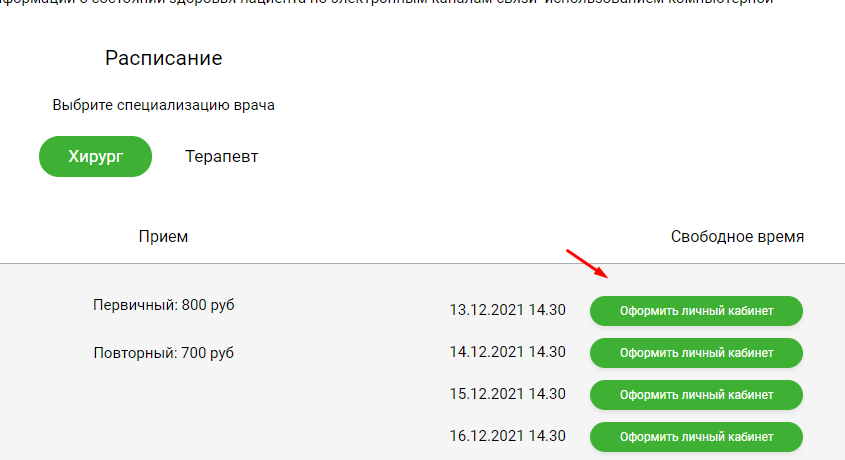 нформации о состоянии здоровья пациента по электронным каналам связи использованием компьютерной
Расписание
Выбрите специализацию врача
Хирург Терапевт
Прием Свободное время
Первичный: 800 руб 13.12.2021 14.30 Оформить личный кабинет
Повторный: 700 руб 14.12.2021 14.30 Оформить личный кабинет
15.12.2021 14.30 Оформить личный кабинет
16.12.2021 14.30 Оформить личный кабинет